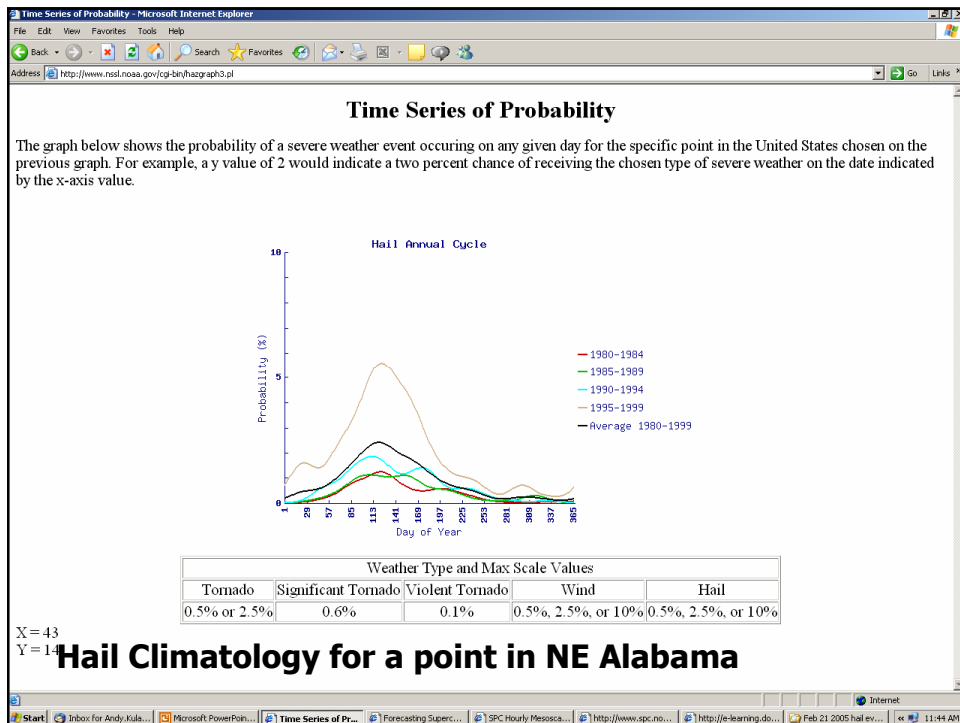 Time Series of Probability - Microsoft Internet Explorer
File Edit View Favorites Tools Help
Back Search Favorites
Address http://www.nssl.noaa.gov/cgi-bin/hazgraph3.pl Go Links
Time Series of Probability
The graph below shows the probability of a severe weather event occuring on any given day for the specific point in the United States chosen on the
previous graph. For example, a y value of 2 would indicate a two percent chance of receiving the chosen type of severe weather on the date indicated
by the x-axis value.
Hail Annual Cycle
10
5
0
Probability (%)
1980-1984
1985-1989
1990-1994
1995-1999
Average 1980-1999
1 29 57 85 113 141 169 197 225 253 281 309 337 365
Day of Year
Weather Type and Max Scale Values
Tornado Significant Tornado Violent Tornado Wind Hail
0.5% or 2.5% 0.6% 0.1% 0.5%, 2.5%, or 10% 0.5%, 2.5%, or 10%
X = 43
Y = 14
Hail Climatology for a point in NE Alabama
Internet
Start Inbox for Andy.Kula... Microsoft PowerPoin... Time Series of Pr... Forecasting Superc... SPC Hourly Mesosca... http://www.spc.no... http://e-learning.do... Feb 21 2005 hail ev... 11:44 AM